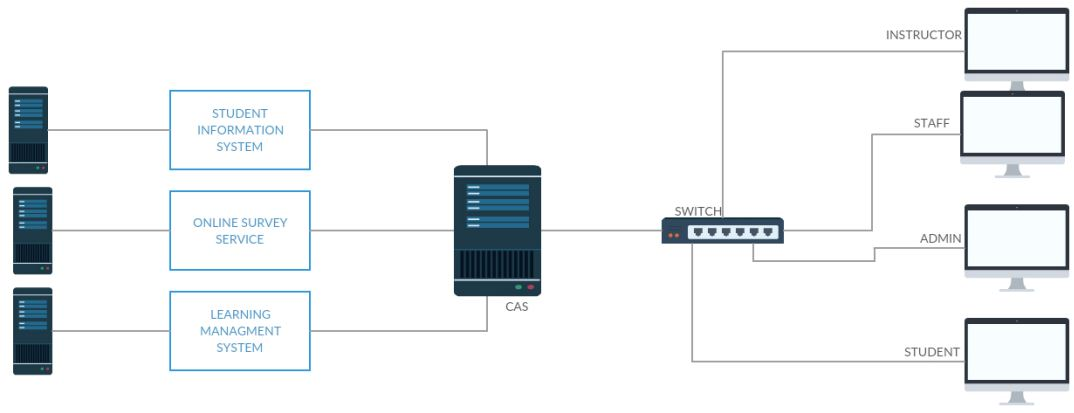 STUDENT
INFORMATION
SYSTEM
ONLINE SURVEY
SERVICE
LEARNING
MANAGMENT
SYSTEM
CAS
SWITCH
INSTRUCTOR
STAFF
ADMIN
STUDENT